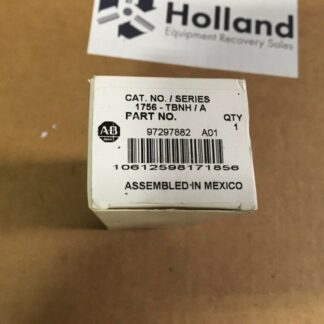 Holland
Equipment Recovery Sales
CAT. NO. / SERIES
1756 - TBNH / A
PART NO. QTY
97297882 A01 1
AB
10612598171856
ASSEMBLED IN MEXICO